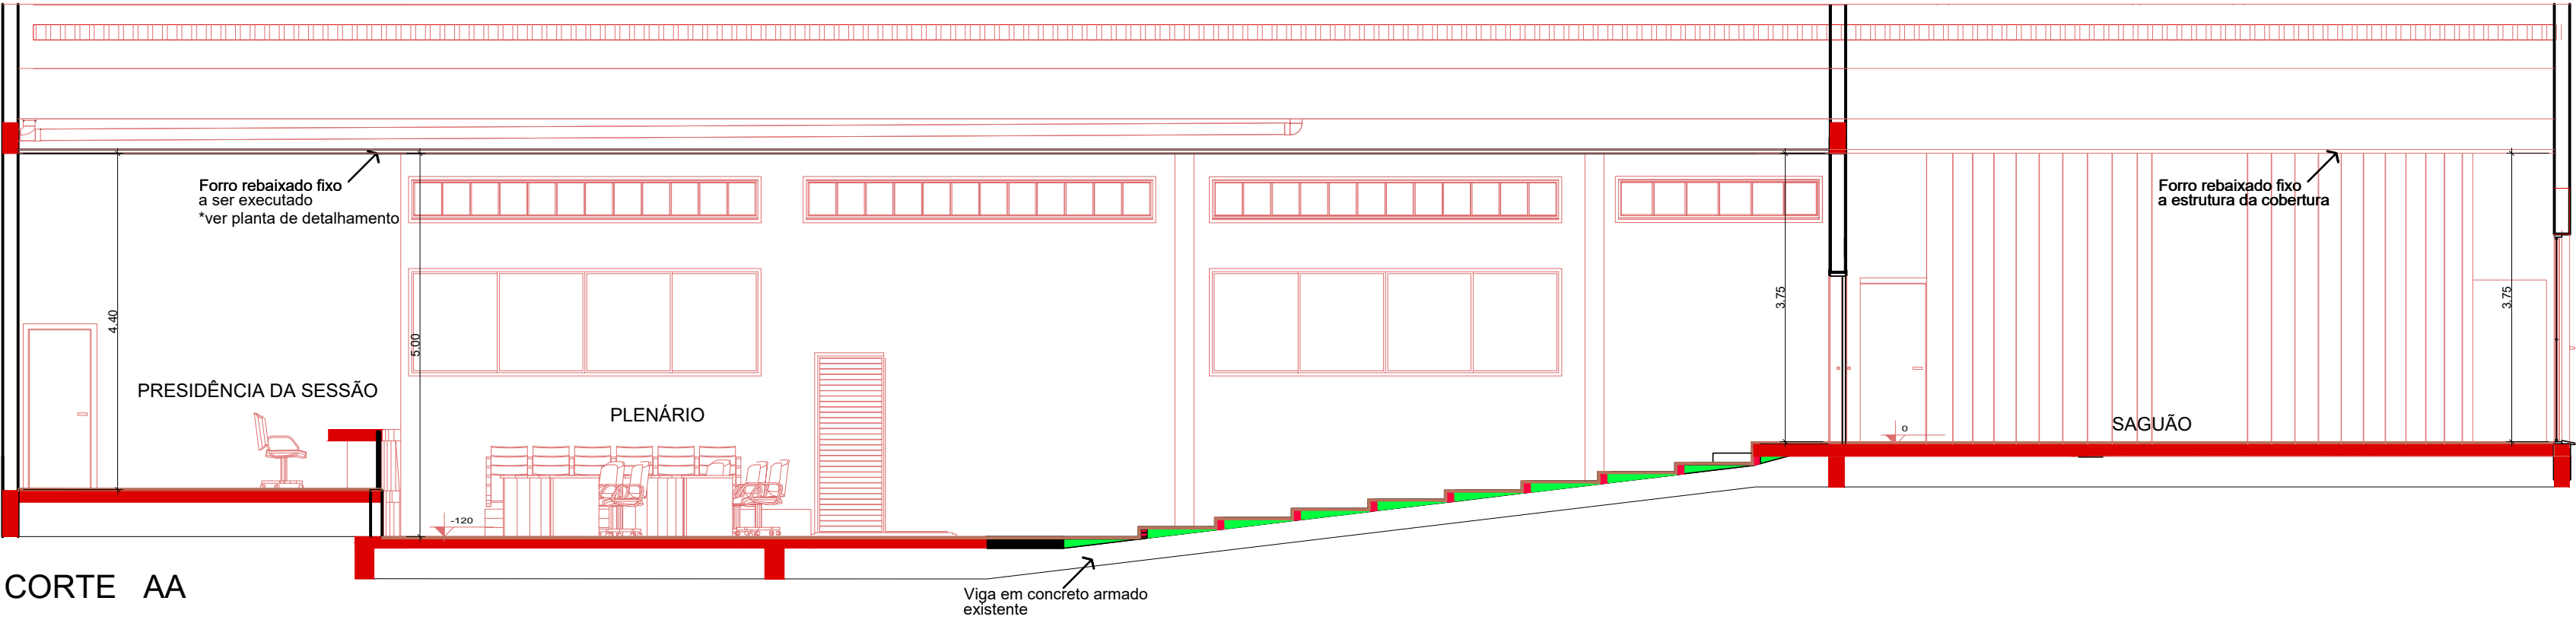 Forro rebaixado fixo
a ser executado
*ver planta de detalhamento
Forro rebaixado fixo
a estrutura da cobertura
4.40
5.00
3.75
3.75
PRESIDÊNCIA DA SESSÃO
PLENÁRIO
SAGUÃO
0
-120
CORTE AA
Viga em concreto armado
existente